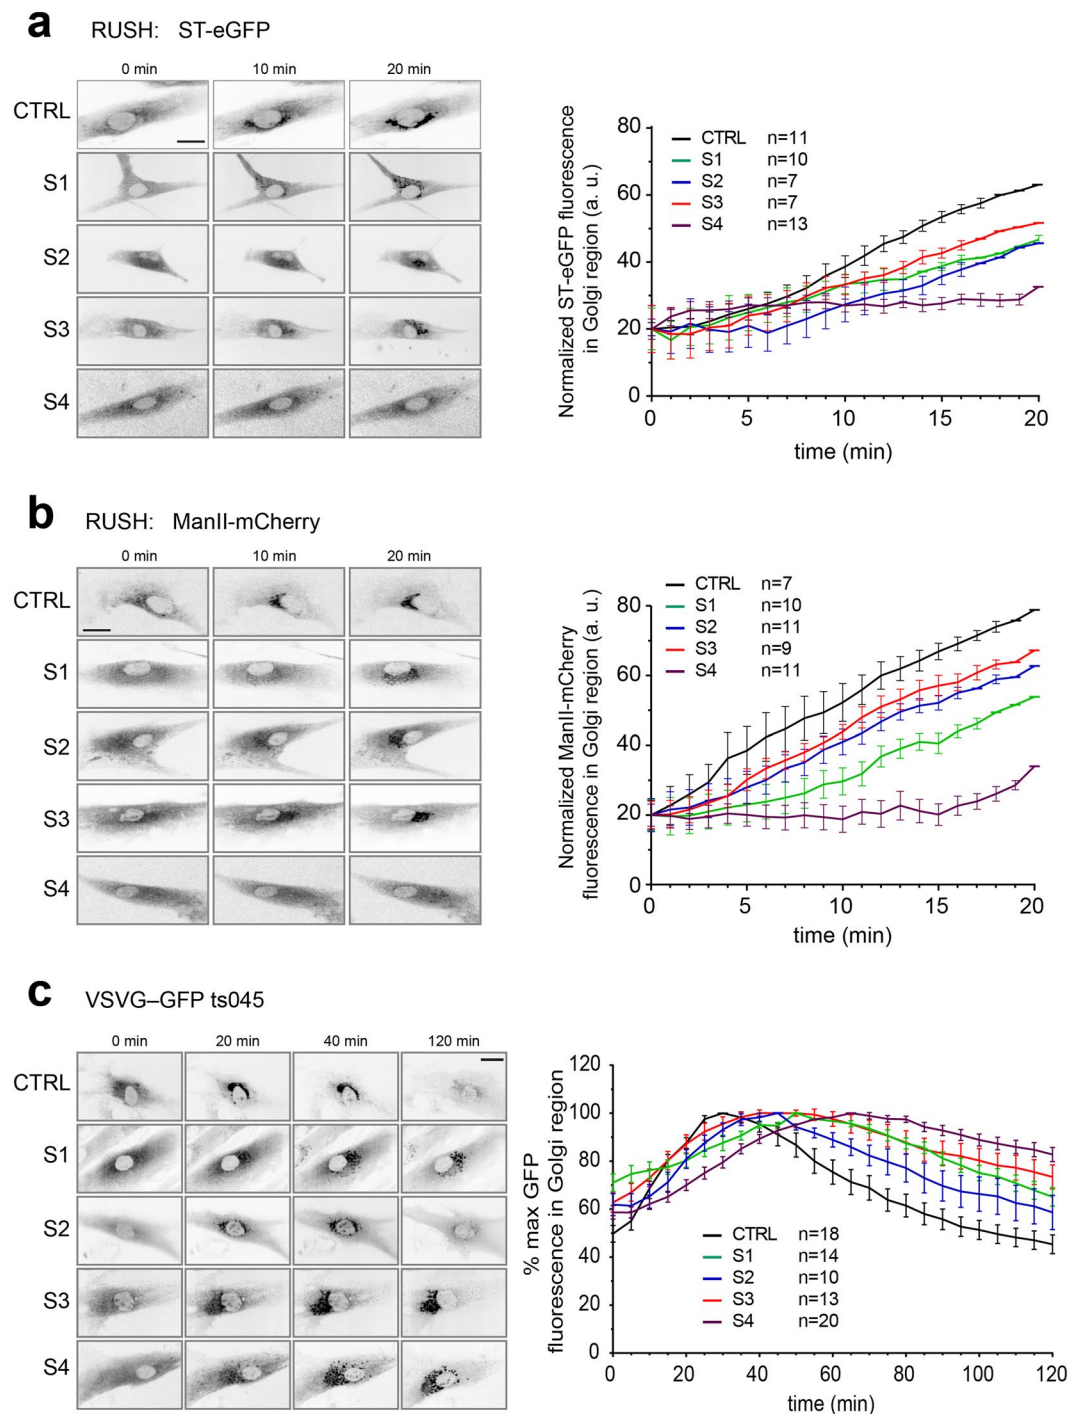 a RUSH: ST-eGFP
0 min 10 min 20 min
CTRL
S1
S2
S3
S4
Normalized ST-eGFP fluorescence
in Golgi region (a. u.)
80
60
40
20
0
CTRL n=11
S1 n=10
S2 n=7
S3 n=7
S4 n=13
0 5 10 15 20
time (min)
b RUSH: ManII-mCherry
0 min 10 min 20 min
CTRL
S1
S2
S3
S4
Normalized ManII-mCherry
fluorescence in Golgi region (a. u.)
80
60
40
20
0
CTRL n=7
S1 n=10
S2 n=11
S3 n=9
S4 n=11
0 5 10 15 20
time (min)
c VSVG–GFP ts045
0 min 20 min 40 min 120 min
CTRL
S1
S2
S3
S4
% max GFP
fluorescence in Golgi region
120
100
80
60
40
20
0
CTRL n=18
S1 n=14
S2 n=10
S3 n=13
S4 n=20
0 20 40 60 80 100 120
time (min)